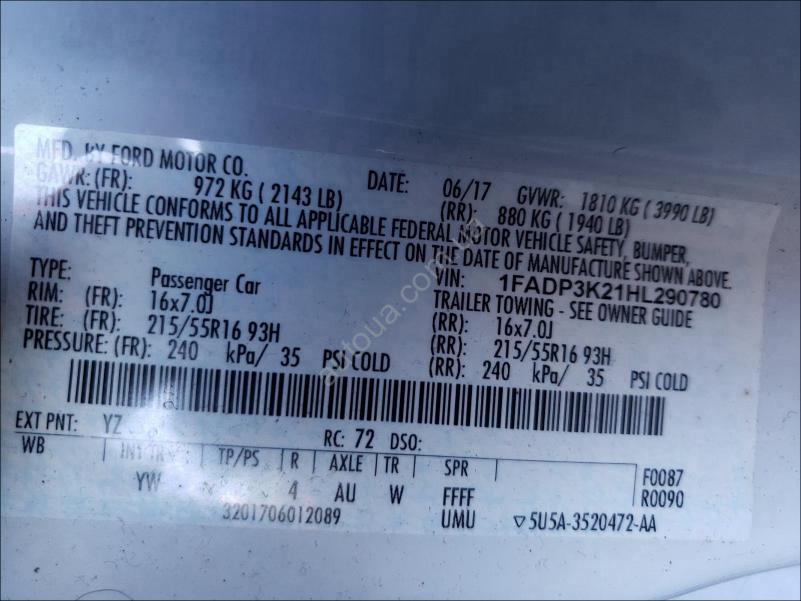 MFD. BY FORD MOTOR CO.
DATE: 06/17 GVWR: 1810 KG ( 3990 LB)
GAWR: (FR): 972 KG ( 2143 LB) (RR): 880 KG ( 1940 LB)
THIS VEHICLE CONFORMS TO ALL APPLICABLE FEDERAL MOTOR VEHICLE SAFETY, BUMPER,
AND THEFT PREVENTION STANDARDS IN EFFECT ON THE DATE OF MANUFACTURE SHOWN ABOVE.
TYPE: Passenger Car VIN: 1FADP3K21HL290780
TRAILER TOWING - SEE OWNER GUIDE
RIM: (FR): 16x7.0J (RR): 16x7.0J
TIRE: (FR): 215/55R16 93H (RR): 215/55R16 93H
PRESSURE: (FR): 240 kPa/ 35 PSI COLD (RR): 240 kPa/ 35 PSI COLD
EXT PNT: YZ RC: 72 DSO:
WB INT TR TP/PS R AXLE TR SPR F0087
YW 4 AU W FFFF R0090
3201706012089 UMU ▽5U5A-3520472-AA
autoua.com.ua